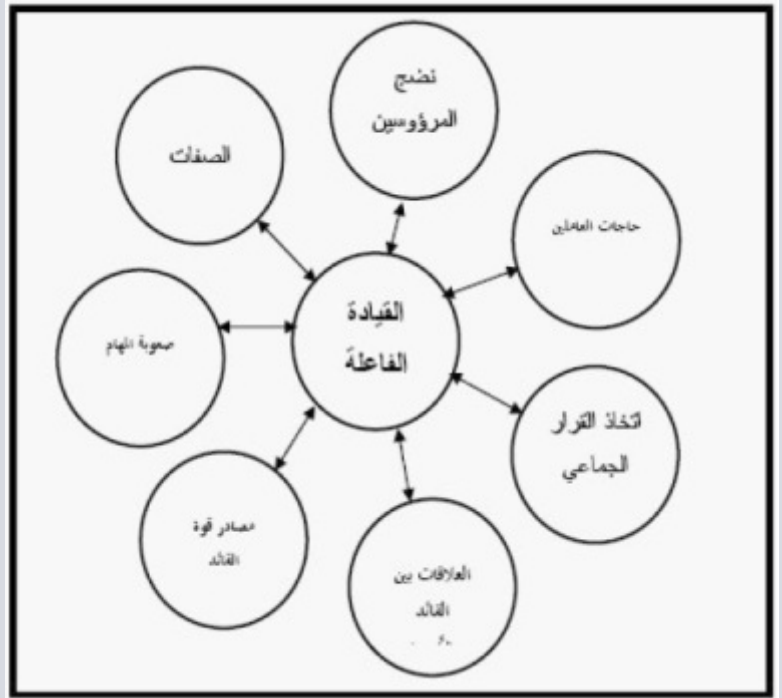 نضج
المرؤوسين
الصفات
حاجات العاملين
القيادة
الفاعلة
صعوبة المهام
اتخاذ القرار
الجماعي
مصادر قوة
القائد
العلاقات بين
القائد